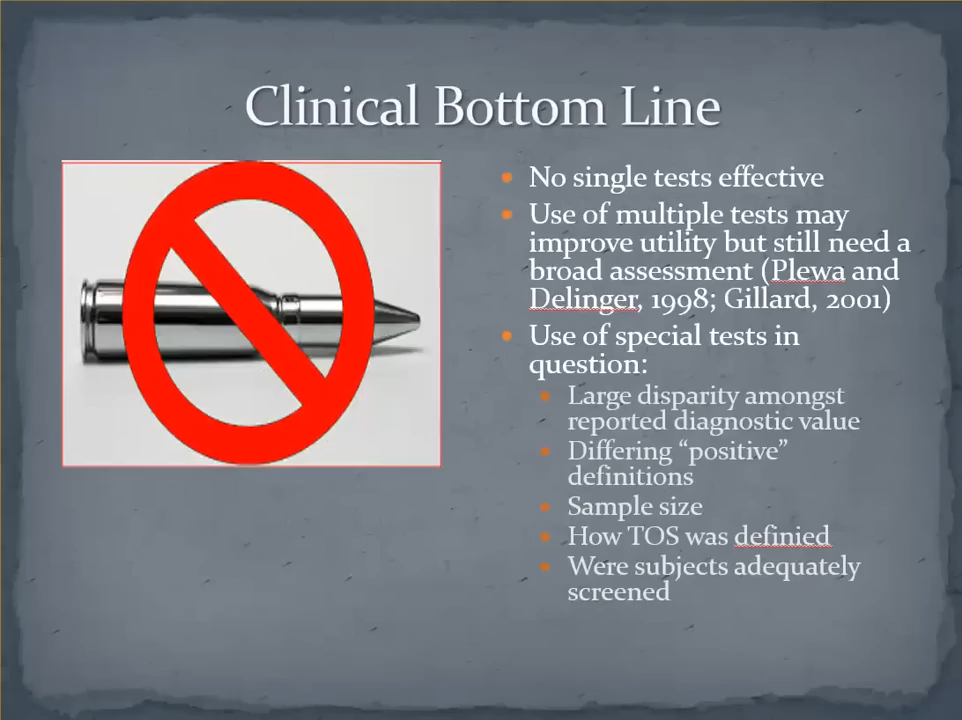 Clinical Bottom Line
No single tests effective
Use of multiple tests may
improve utility but still need a
broad assessment (Plewa and
Delinger, 1998; Gillard, 2001)
Use of special tests in
question:
Large disparity amongst
reported diagnostic value
Differing “positive”
definitions
Sample size
How TOS was definied
Were subjects adequately
screened